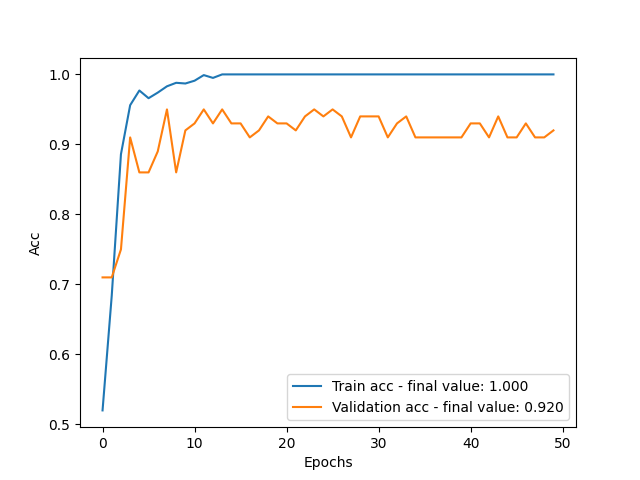 1.0
0.9
0.8
0.7
0.6
0.5
Acc
Train acc - final value: 1.000
Validation acc - final value: 0.920
0 10 20 30 40 50
Epochs